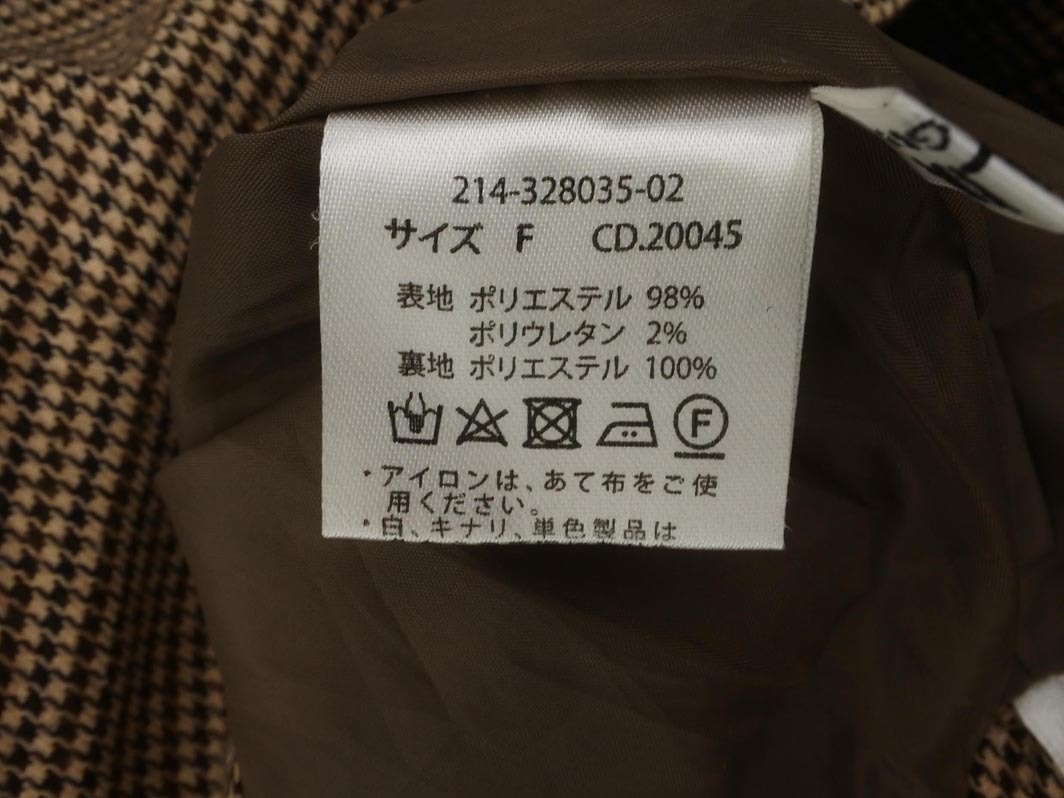 214-328035-02
サイズ F CD.20045
表地 ポリエステル 98%
ポリウレタン 2%
裏地 ポリエステル 100%
F
・アイロンは、あて布をご使
用ください。
・白、キナリ、単色製品は